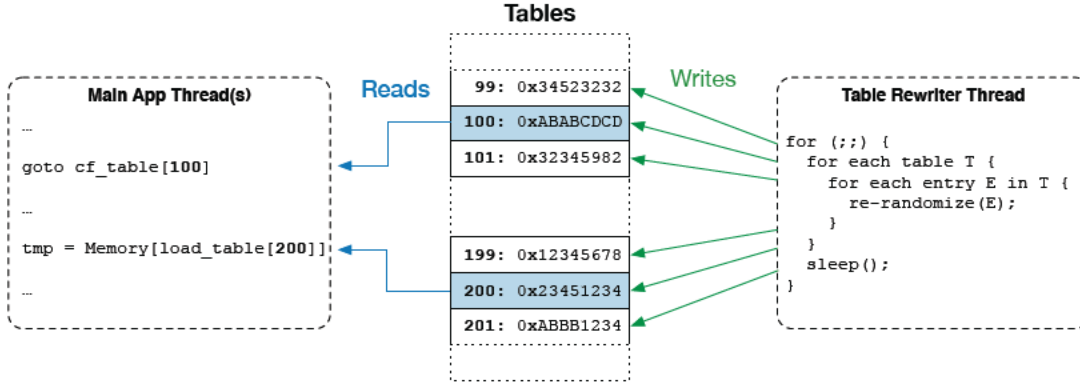 Tables
Main App Thread(s)
…
goto cf_table[100]
…
tmp = Memory[load_table[200]]
…
Reads
99: 0x34523232
100: 0xABABCDCD
101: 0x32345982
199: 0x12345678
200: 0x23451234
201: 0xABBB1234
Writes
Table Rewriter Thread
for (;;) {
for each table T {
for each entry E in T {
re-randomize(E);
}
}
sleep();
}